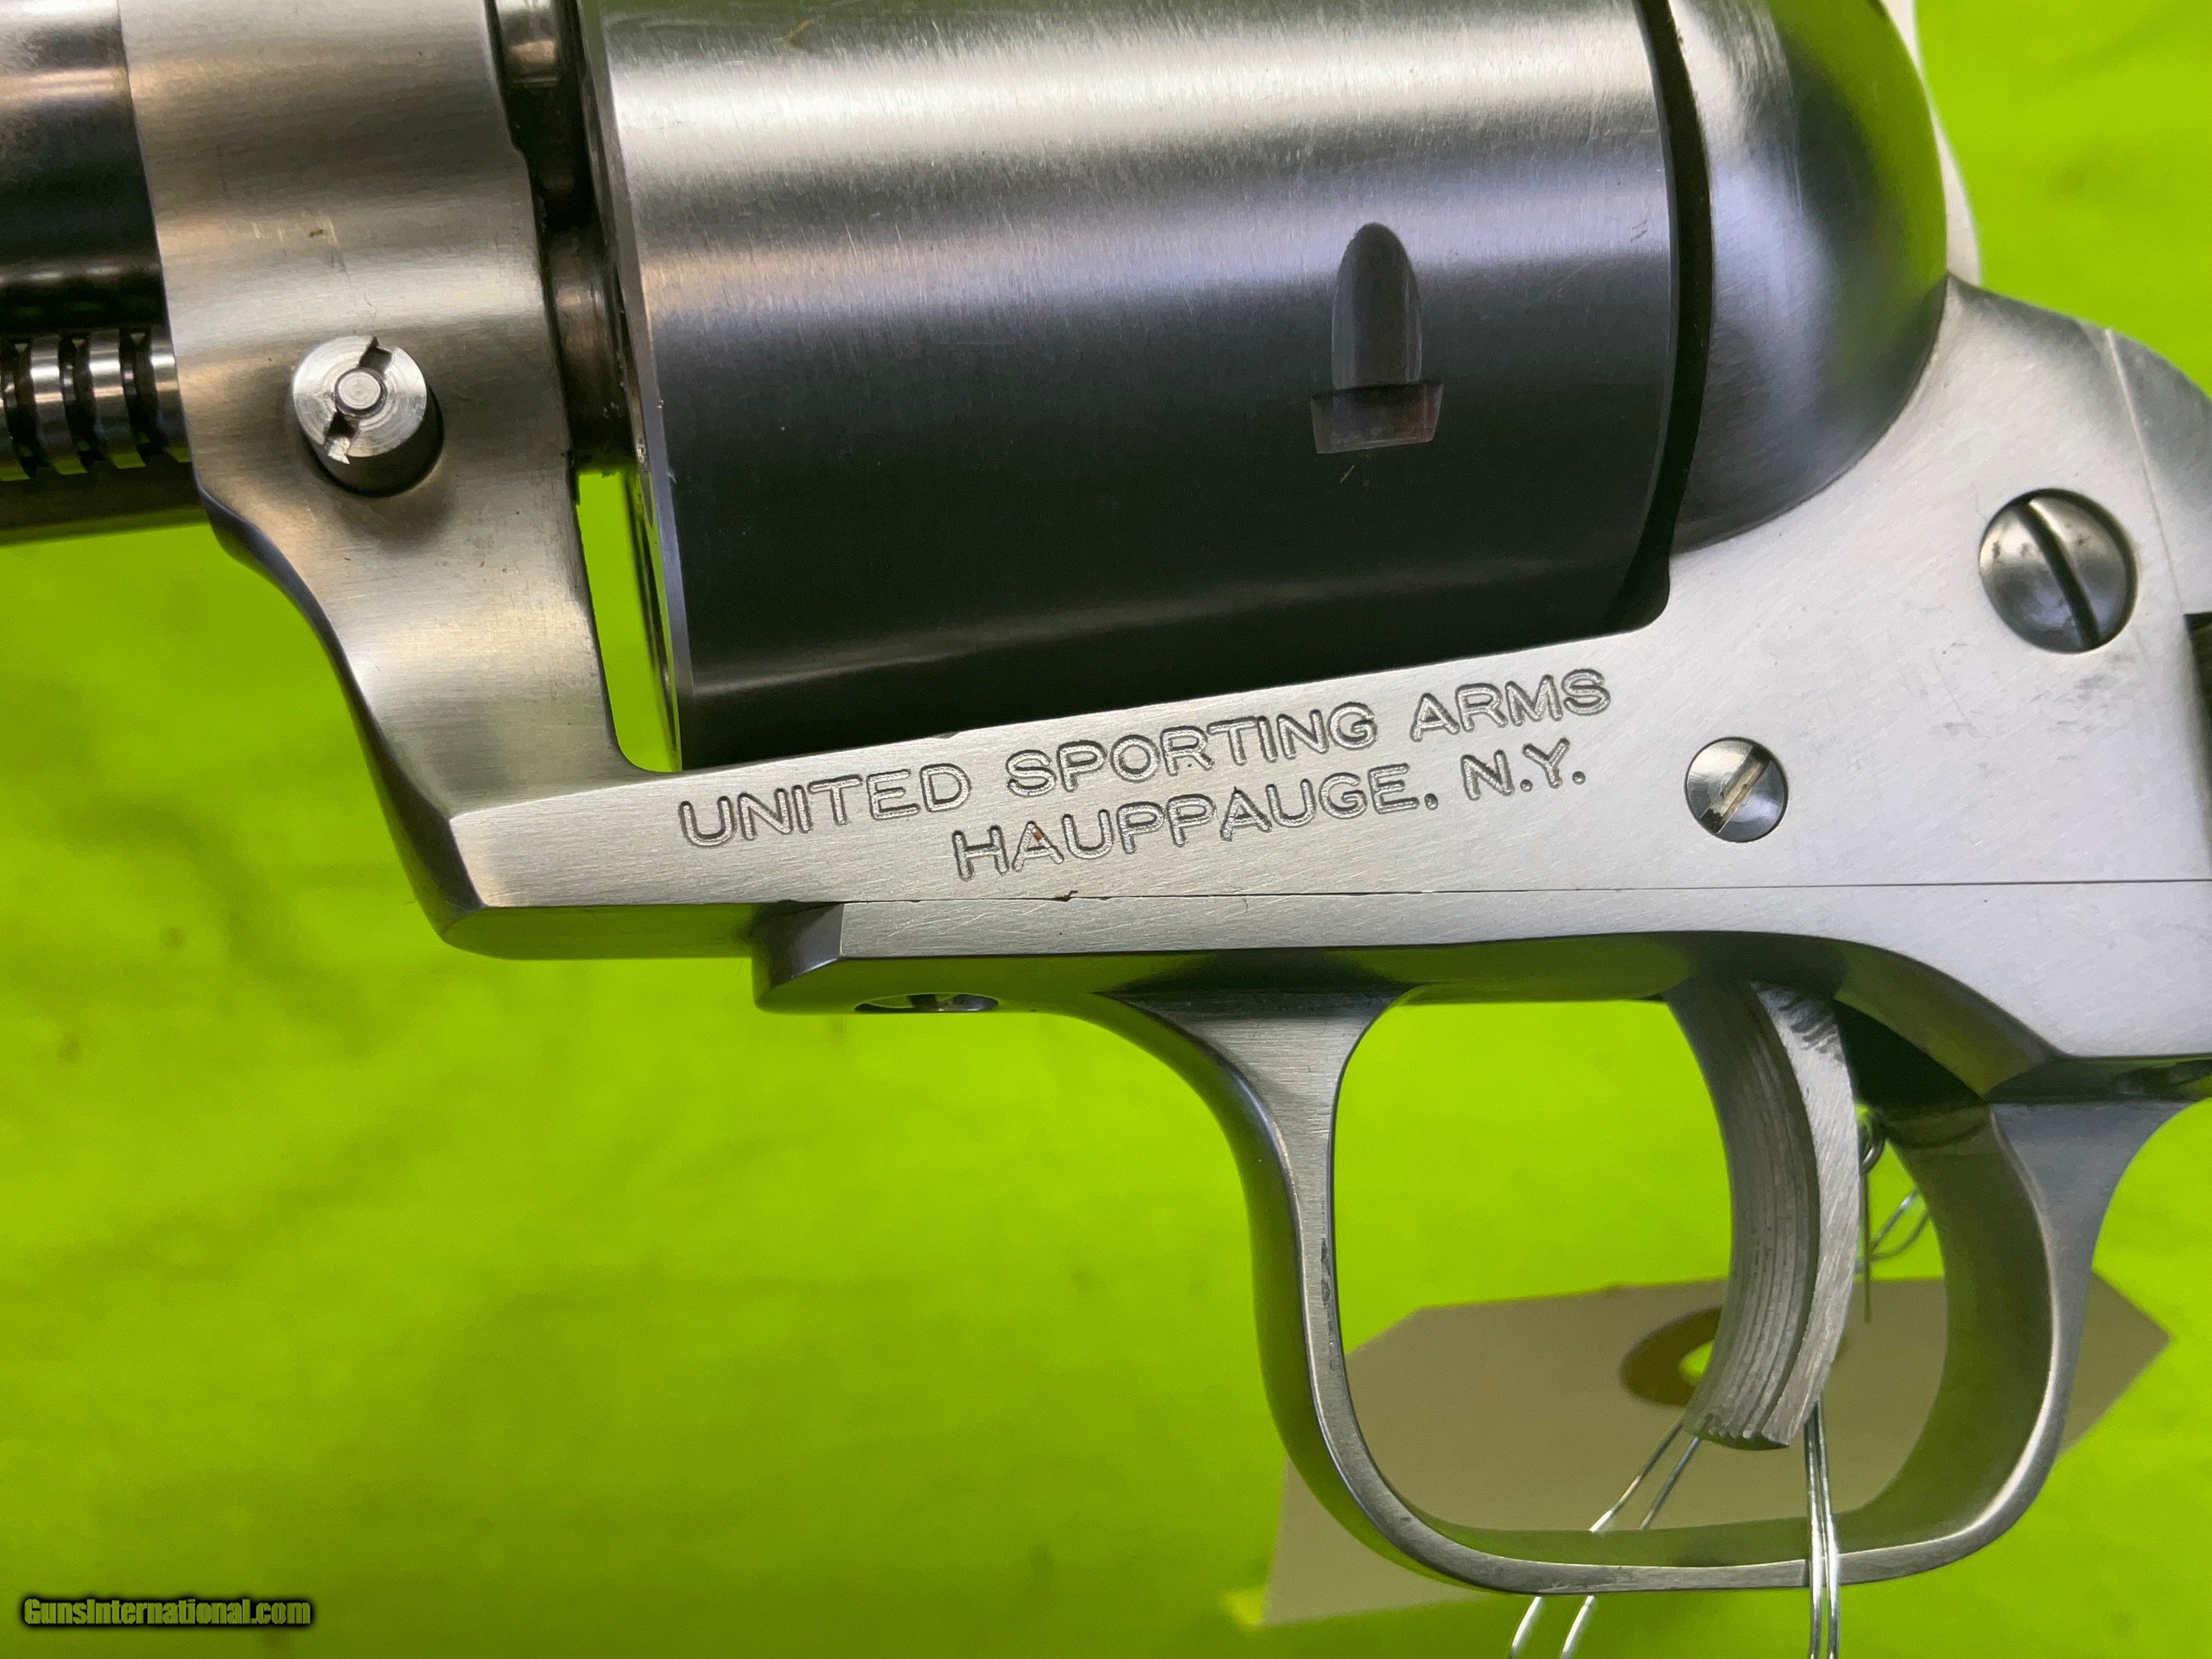 UNITED SPORTING ARMS
HAUPPAUGE, N.Y.
GunsInternational.com